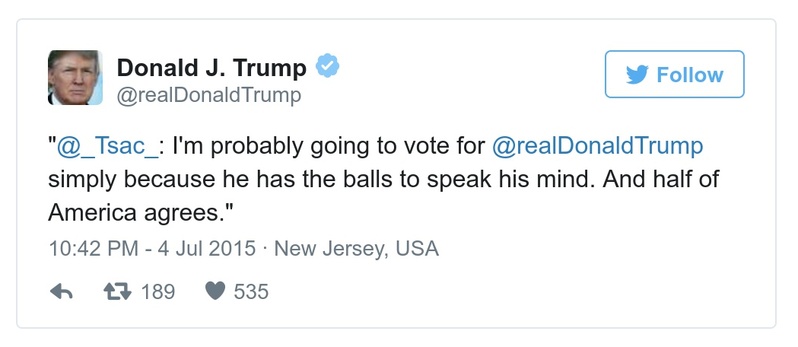 Donald J. Trump
@realDonaldTrump
Follow
"@_Tsac_: I'm probably going to vote for @realDonaldTrump
simply because he has the balls to speak his mind. And half of
America agrees."
10:42 PM - 4 Jul 2015 · New Jersey, USA
189 535